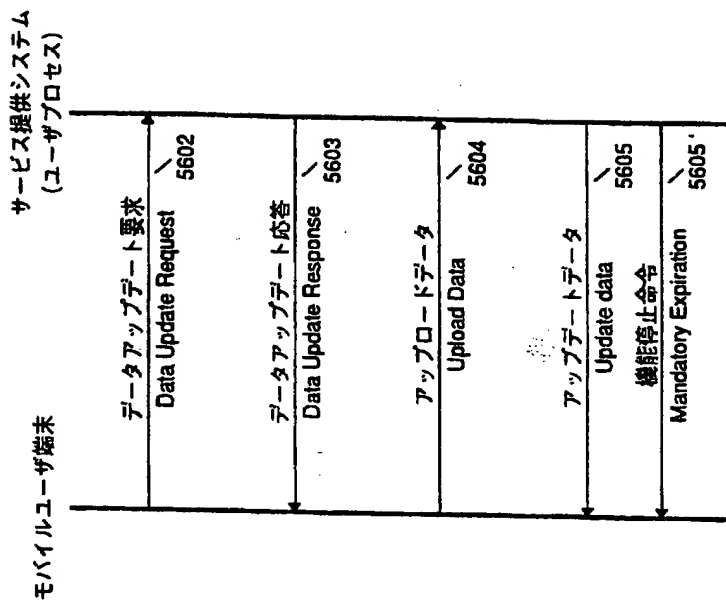 モバイルユーザ端末
サービス提供システム
(ユーザプロセス)
データアップデート要求
Data Update Request
5602
データアップデート応答
Data Update Response
5603
アップロードデータ
Upload Data
5604
アップデートデータ
Update data
5605
機能停止命令
Mandatory Expiration
5605'